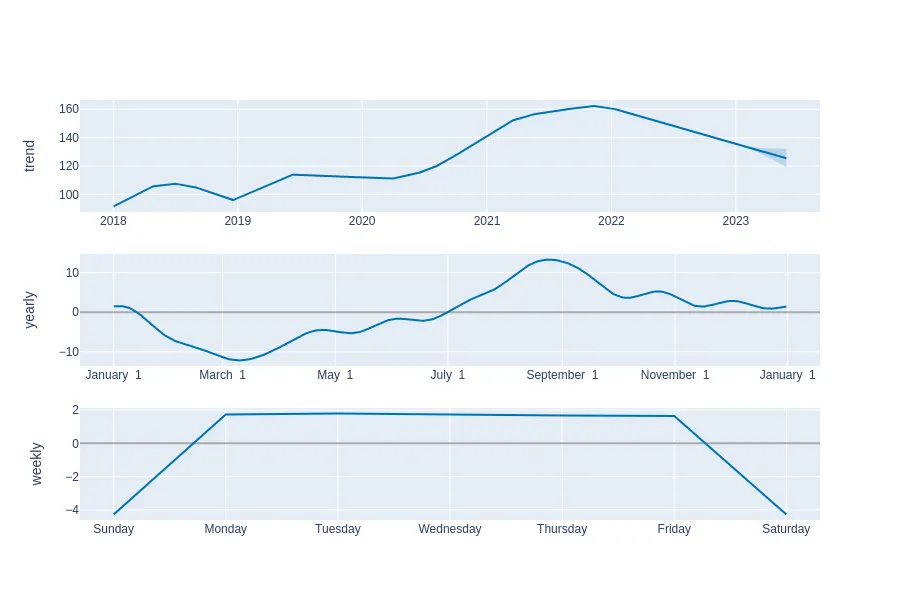 trend
160
140
120
100
2018 2019 2020 2021 2022 2023
yearly
10
0
−10
January 1 March 1 May 1 July 1 September 1 November 1 January 1
weekly
2
0
−2
−4
Sunday Monday Tuesday Wednesday Thursday Friday Saturday